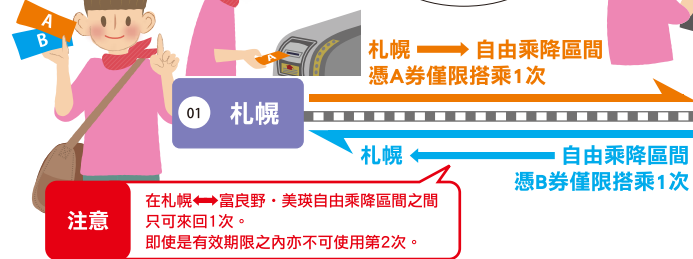 A
B
A
札幌 → 自由乘降區間
憑A券僅限搭乘1次
01 札幌
札幌 ← 自由乘降區間
憑B券僅限搭乘1次
注意
在札幌↔富良野・美瑛自由乘降區間之間
只可來回1次。
即使是有效期限之內亦不可使用第2次。